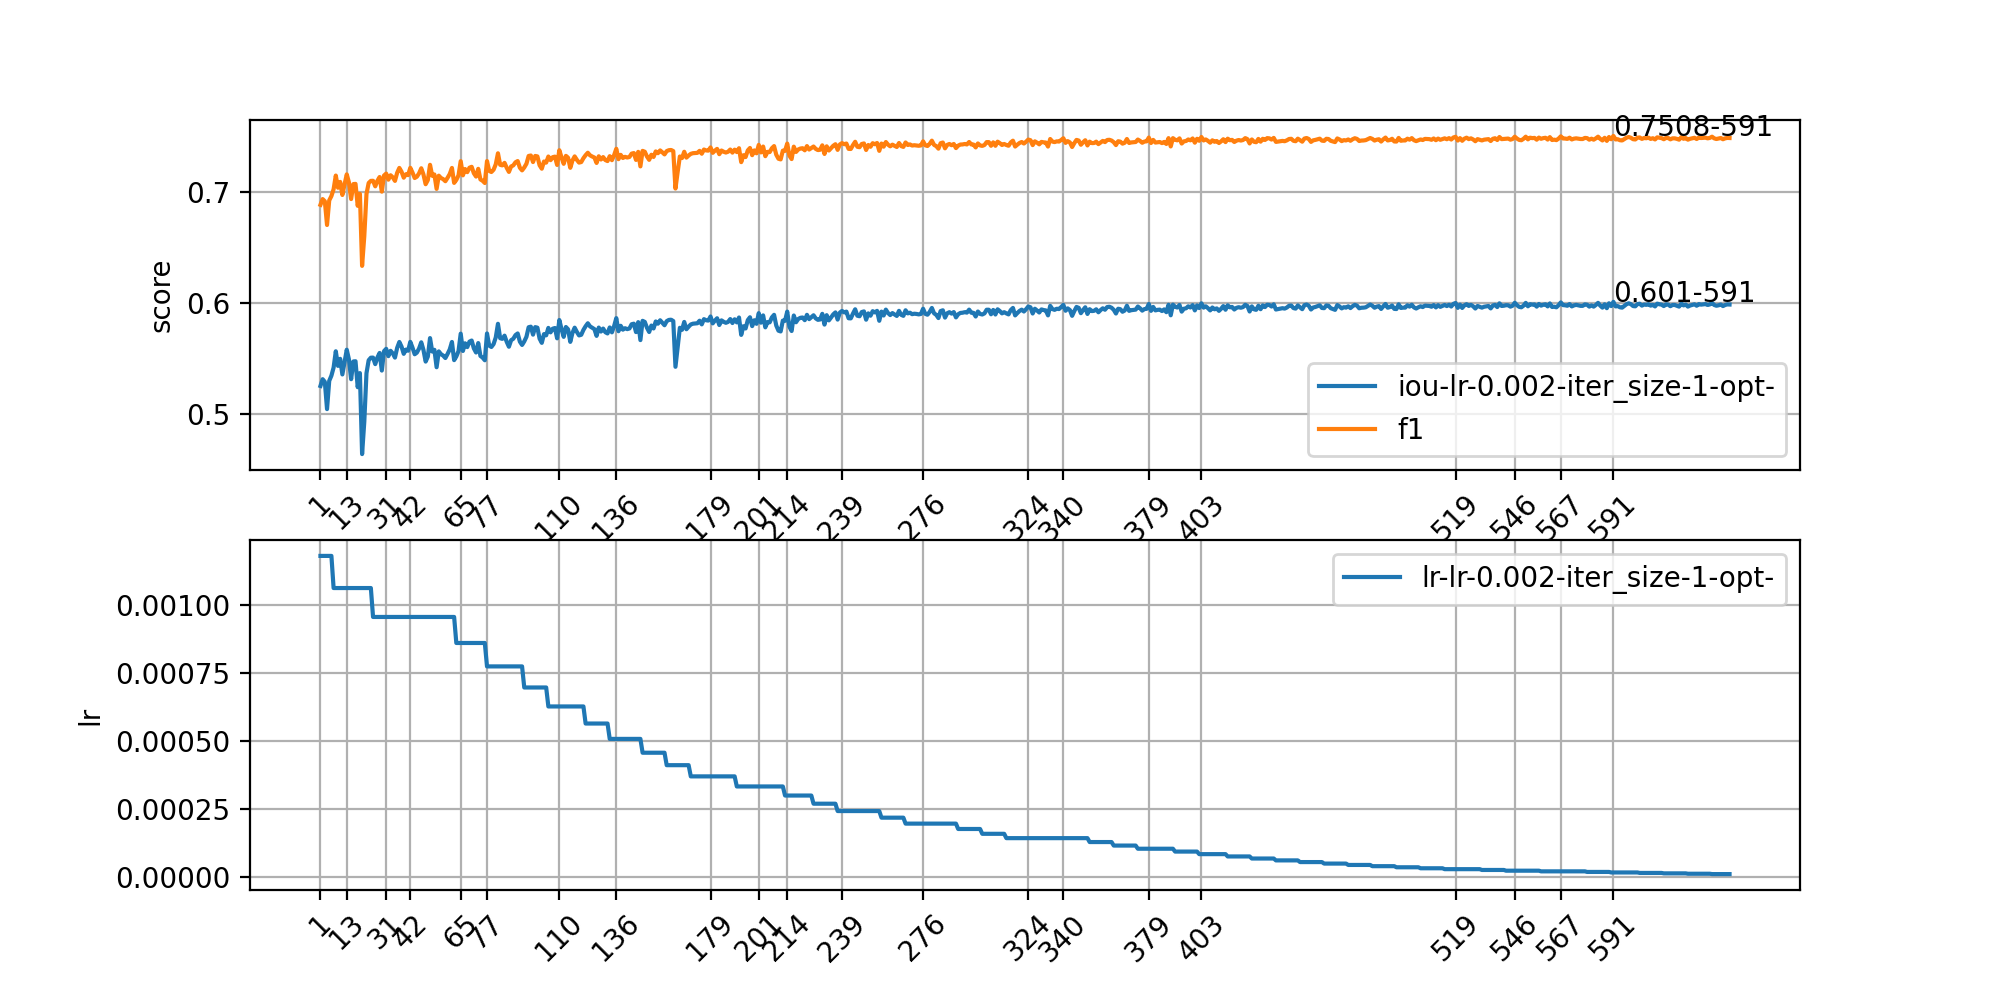 0.7508-591
0.7
score
0.6
0.601-591
0.5
iou-lr-0.002-iter_size-1-opt-
f1
1 13 31 42 65 77 110 136 179 201 214 239 276 324 340 379 403 519 546 567 591
lr-lr-0.002-iter_size-1-opt-
0.00100
0.00075
lr
0.00050
0.00025
0.00000
1 13 31 42 65 77 110 136 179 201 214 239 276 324 340 379 403 519 546 567 591